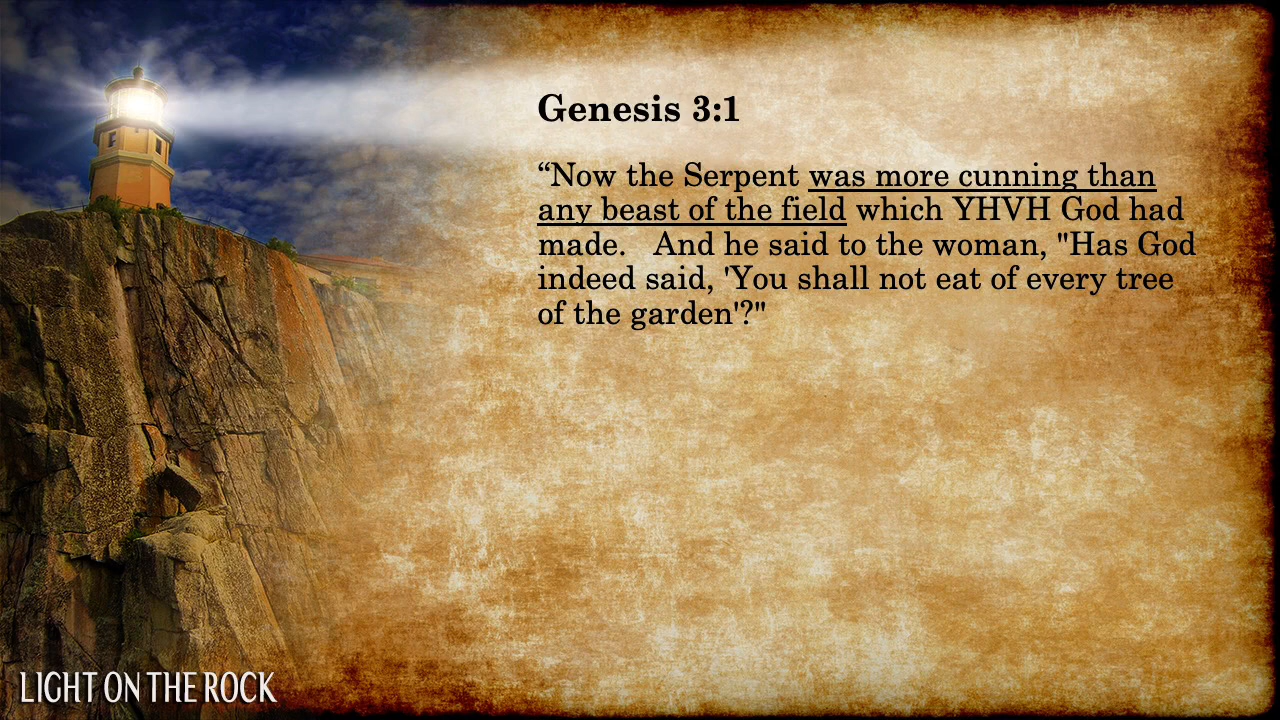 Genesis 3:1
“Now the Serpent was more cunning than
any beast of the field which YHVH God had
made.   And he said to the woman, "Has God
indeed said, 'You shall not eat of every tree
of the garden'?"
LIGHT ON THE ROCK